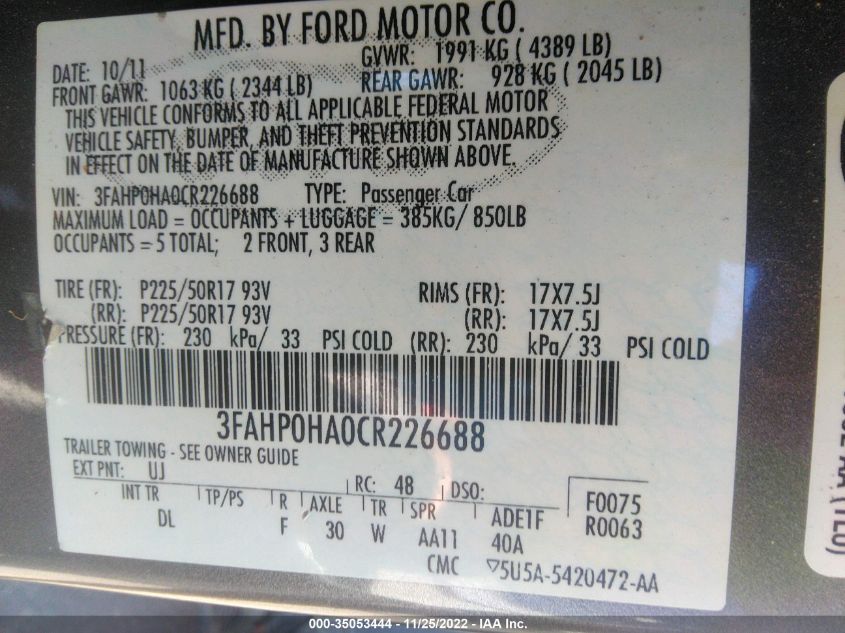 MFD. BY FORD MOTOR CO.
DATE: 10/11 GVWR: 1991 KG ( 4389 LB)
FRONT GAWR: 1063 KG ( 2344 LB) REAR GAWR: 928 KG ( 2045 LB)
THIS VEHICLE CONFORMS TO ALL APPLICABLE FEDERAL MOTOR
VEHICLE SAFETY, BUMPER, AND THEFT PREVENTION STANDARDS
IN EFFECT ON THE DATE OF MANUFACTURE SHOWN ABOVE.
VIN: 3FAHP0HA0CR226688 TYPE: Passenger Car
MAXIMUM LOAD = OCCUPANTS + LUGGAGE = 385KG/ 850LB
OCCUPANTS = 5 TOTAL; 2 FRONT, 3 REAR
TIRE (FR): P225/50R17 93V RIMS (FR): 17X7.5J
(RR): P225/50R17 93V (RR): 17X7.5J
PRESSURE (FR): 230 kPa/ 33 PSI COLD (RR): 230 kPa/ 33 PSI COLD
3FAHP0HA0CR226688
TRAILER TOWING - SEE OWNER GUIDE
EXT PNT: UJ RC: 48 DSO:
INT TR TP/PS R AXLE TR SPR ADE1F F0075
DL F 30 W AA11 40A R0063
CMC 5U5A-5420472-AA
000-35053444 - 11/25/2022 - IAA Inc.